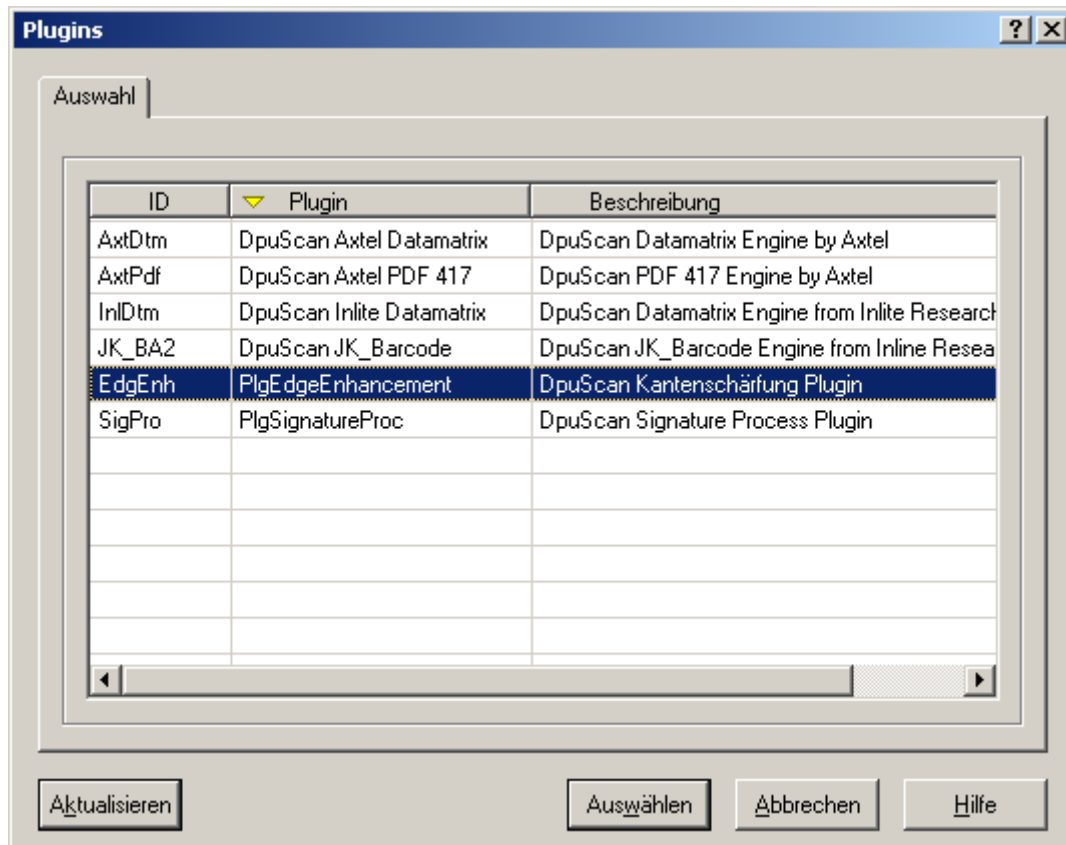 Plugins
Auswahl
ID Plugin Beschreibung
AxtDtm DpuScan Axtel Datamatrix DpuScan Datamatrix Engine by Axtel
AxtPdf DpuScan Axtel PDF 417 DpuScan PDF 417 Engine by Axtel
InlDtm DpuScan Inlite Datamatrix DpuScan Datamatrix Engine from Inlite Research
JK_BA2 DpuScan JK_Barcode DpuScan JK_Barcode Engine from Inline Resea
EdgEnh PlgEdgeEnhancement DpuScan Kantenschärfung Plugin
SigPro PlgSignatureProc DpuScan Signature Process Plugin
Aktualisieren Auswählen Abbrechen Hilfe